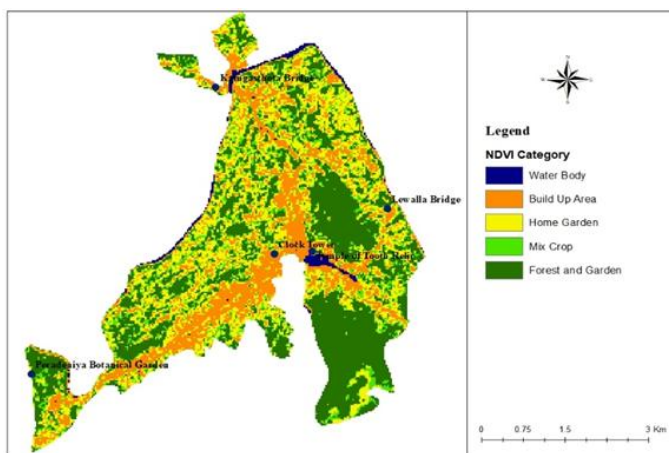 Katugasthota Bridge
Lewalla Bridge
Clock Tower
Temple of Tooth Relic
Peradeniya Botanical Garden
Legend
NDVI Category
Water Body
Build Up Area
Home Garden
Mix Crop
Forest and Garden
0 0.75 1.5 3 Km